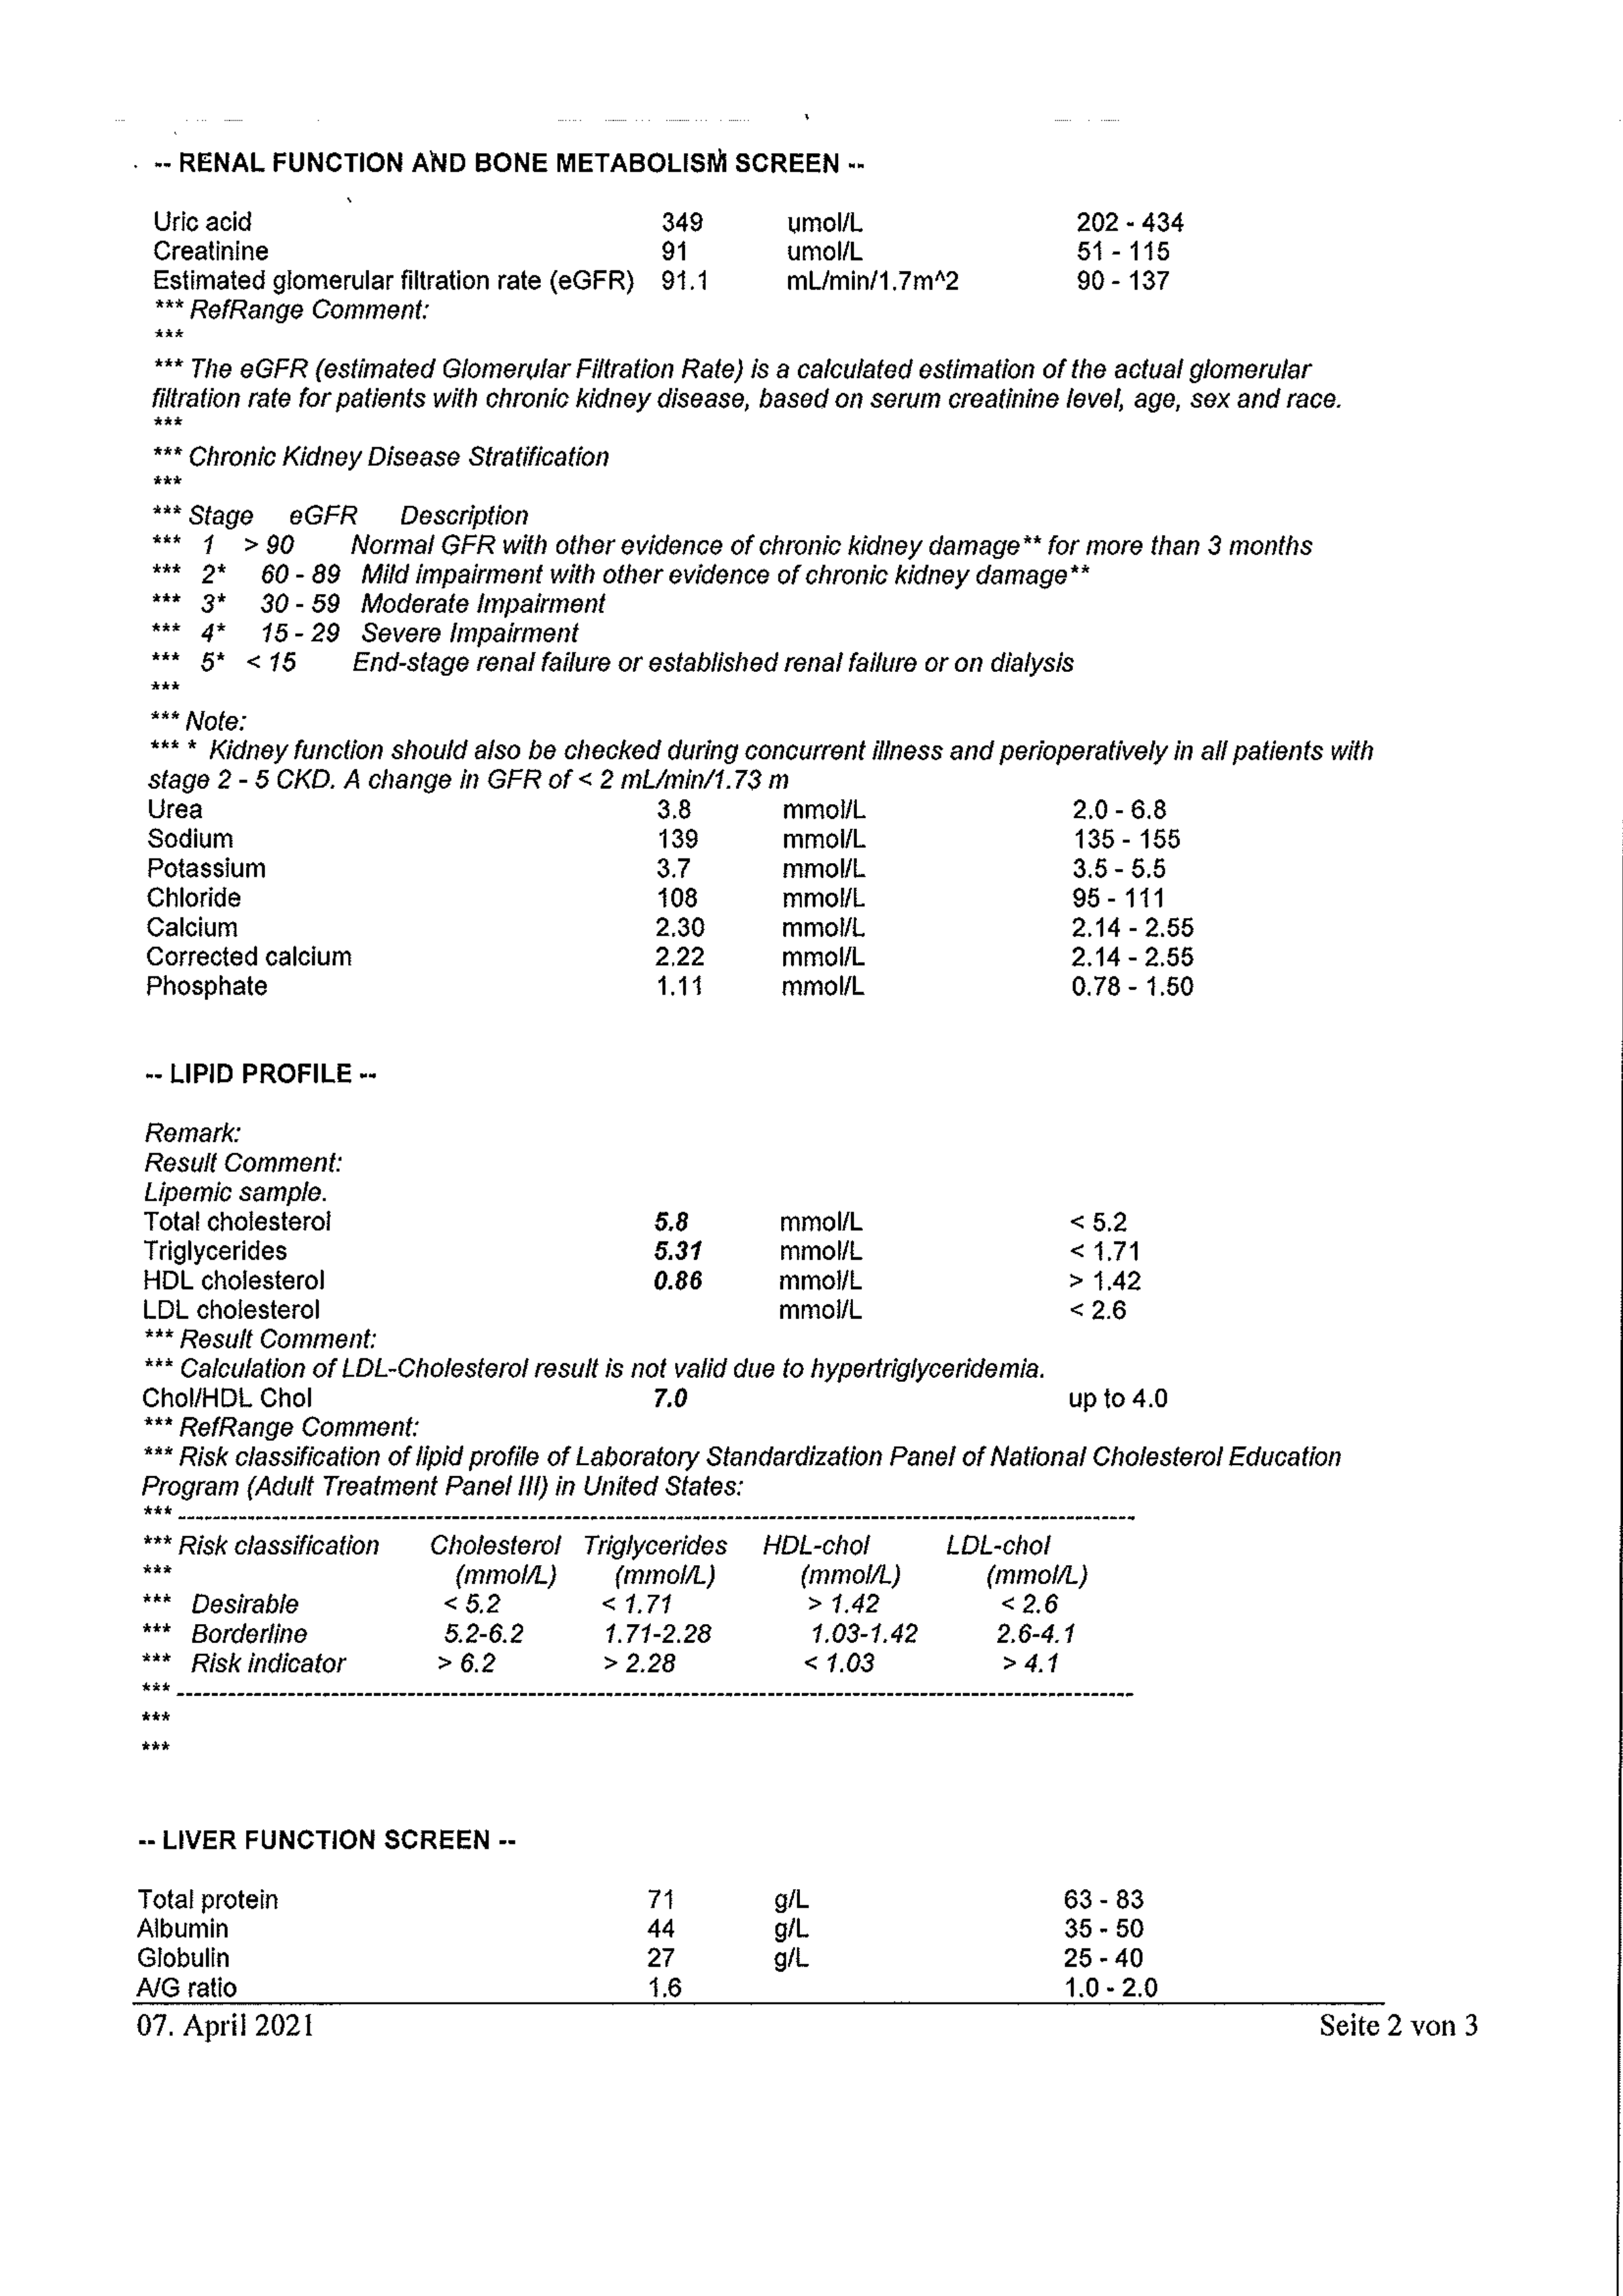 -- RENAL FUNCTION AND BONE METABOLISM SCREEN --
Uric acid 349 umol/L 202 - 434
Creatinine 91 umol/L 51 - 115
Estimated glomerular filtration rate (eGFR) 91.1 mL/min/1.7m^2 90 - 137
*** RefRange Comment:
***
*** The eGFR (estimated Glomerular Filtration Rate) is a calculated estimation of the actual glomerular
filtration rate for patients with chronic kidney disease, based on serum creatinine level, age, sex and race.
***
*** Chronic Kidney Disease Stratification
***
*** Stage eGFR Description
*** 1 > 90 Normal GFR with other evidence of chronic kidney damage** for more than 3 months
*** 2* 60 - 89 Mild impairment with other evidence of chronic kidney damage**
*** 3* 30 - 59 Moderate Impairment
*** 4* 15 - 29 Severe Impairment
*** 5* < 15 End-stage renal failure or established renal failure or on dialysis
***
*** Note:
*** * Kidney function should also be checked during concurrent illness and perioperatively in all patients with
stage 2 - 5 CKD. A change in GFR of < 2 mL/min/1.73 m
Urea 3.8 mmol/L 2.0 - 6.8
Sodium 139 mmol/L 135 - 155
Potassium 3.7 mmol/L 3.5 - 5.5
Chloride 108 mmol/L 95 - 111
Calcium 2.30 mmol/L 2.14 - 2.55
Corrected calcium 2.22 mmol/L 2.14 - 2.55
Phosphate 1.11 mmol/L 0.78 - 1.50
-- LIPID PROFILE --
Remark:
Result Comment:
Lipemic sample.
Total cholesterol 5.8 mmol/L < 5.2
Triglycerides 5.31 mmol/L < 1.71
HDL cholesterol 0.86 mmol/L > 1.42
LDL cholesterol mmol/L < 2.6
*** Result Comment:
*** Calculation of LDL-Cholesterol result is not valid due to hypertriglyceridemia.
Chol/HDL Chol 7.0 up to 4.0
*** RefRange Comment:
*** Risk classification of lipid profile of Laboratory Standardization Panel of National Cholesterol Education
Program (Adult Treatment Panel III) in United States:
*** ----------------------------------------------------------------
*** Risk classification Cholesterol Triglycerides HDL-chol LDL-chol
*** (mmol/L) (mmol/L) (mmol/L) (mmol/L)
*** Desirable < 5.2 < 1.71 > 1.42 < 2.6
*** Borderline 5.2-6.2 1.71-2.28 1.03-1.42 2.6-4.1
*** Risk indicator > 6.2 > 2.28 < 1.03 > 4.1
*** ----------------------------------------------------------------
***
***
-- LIVER FUNCTION SCREEN --
Total protein 71 g/L 63 - 83
Albumin 44 g/L 35 - 50
Globulin 27 g/L 25 - 40
A/G ratio 1.6 1.0 - 2.0
07. April 2021 Seite 2 von 3